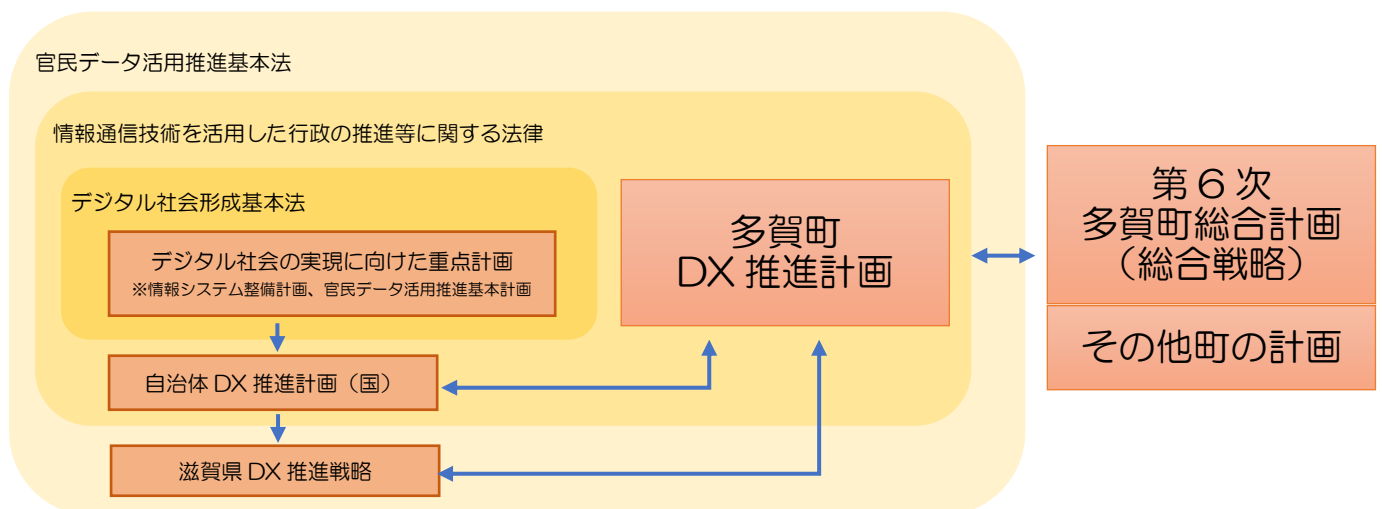 官民データ活用推進基本法
情報通信技術を活用した行政の推進等に関する法律
デジタル社会形成基本法
デジタル社会の実現に向けた重点計画
※情報システム整備計画、官民データ活用推進基本計画
自治体 DX 推進計画（国）
滋賀県 DX 推進戦略
多賀町
DX 推進計画
第６次
多賀町総合計画
（総合戦略）
その他町の計画